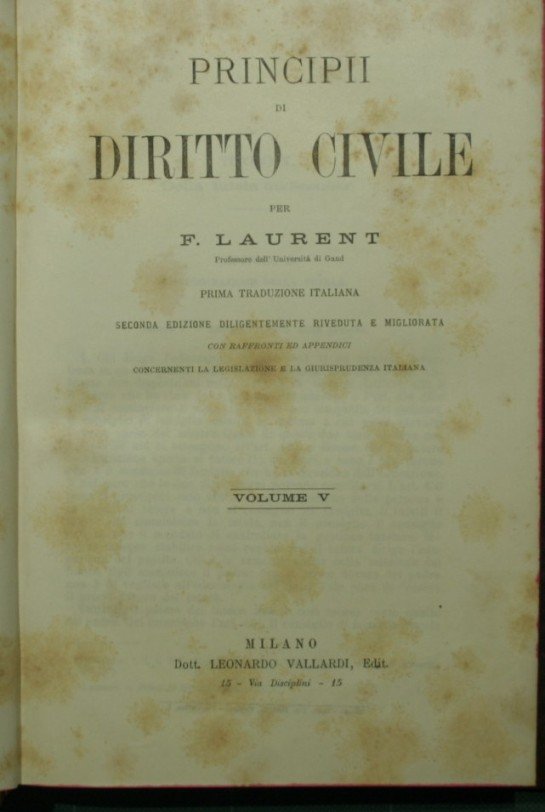 PRINCIPII
DI
DIRITTO CIVILE
PER
F. LAURENT
Professore dell' Università di Gand
PRIMA TRADUZIONE ITALIANA
SECONDA EDIZIONE DILIGENTEMENTE RIVEDUTA E MIGLIORATA
CON RAFFRONTI ED APPENDICI
CONCERNENTI LA LEGISLAZIONE E LA GIURISPRUDENZA ITALIANA
VOLUME V
MILANO
Dott. LEONARDO VALLARDI, Edit.
15 - Via Disciplini - 15